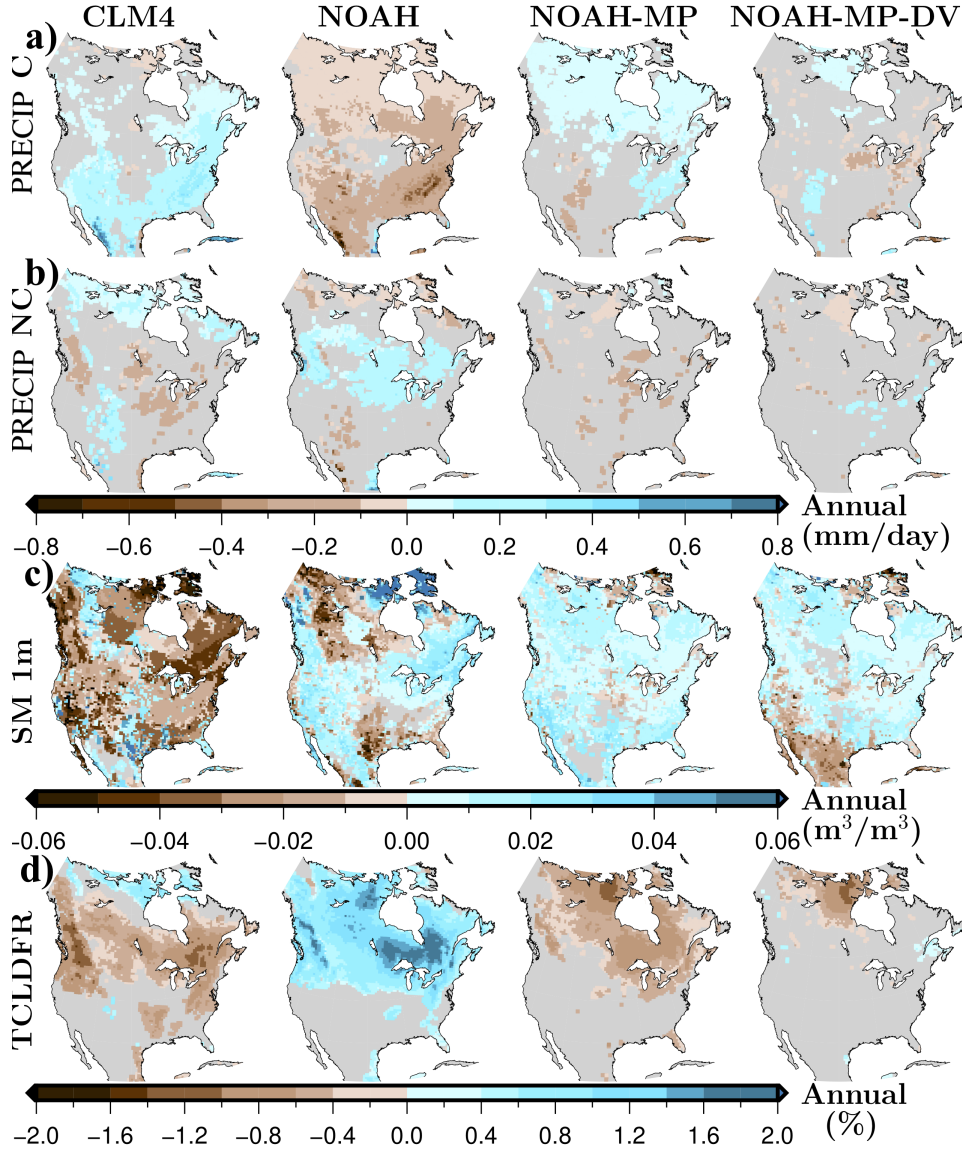 CLM4 NOAH NOAH-MP NOAH-MP-DV
a)
PRECIP C
b)
PRECIP NC
Annual
(mm/day)
−0.8 −0.6 −0.4 −0.2 0.0 0.2 0.4 0.6 0.8
c)
SM 1m
Annual
(m³/m³)
−0.06 −0.04 −0.02 0.00 0.02 0.04 0.06
d)
TCLDFR
Annual
(%)
−2.0 −1.6 −1.2 −0.8 −0.4 0.0 0.4 0.8 1.2 1.6 2.0